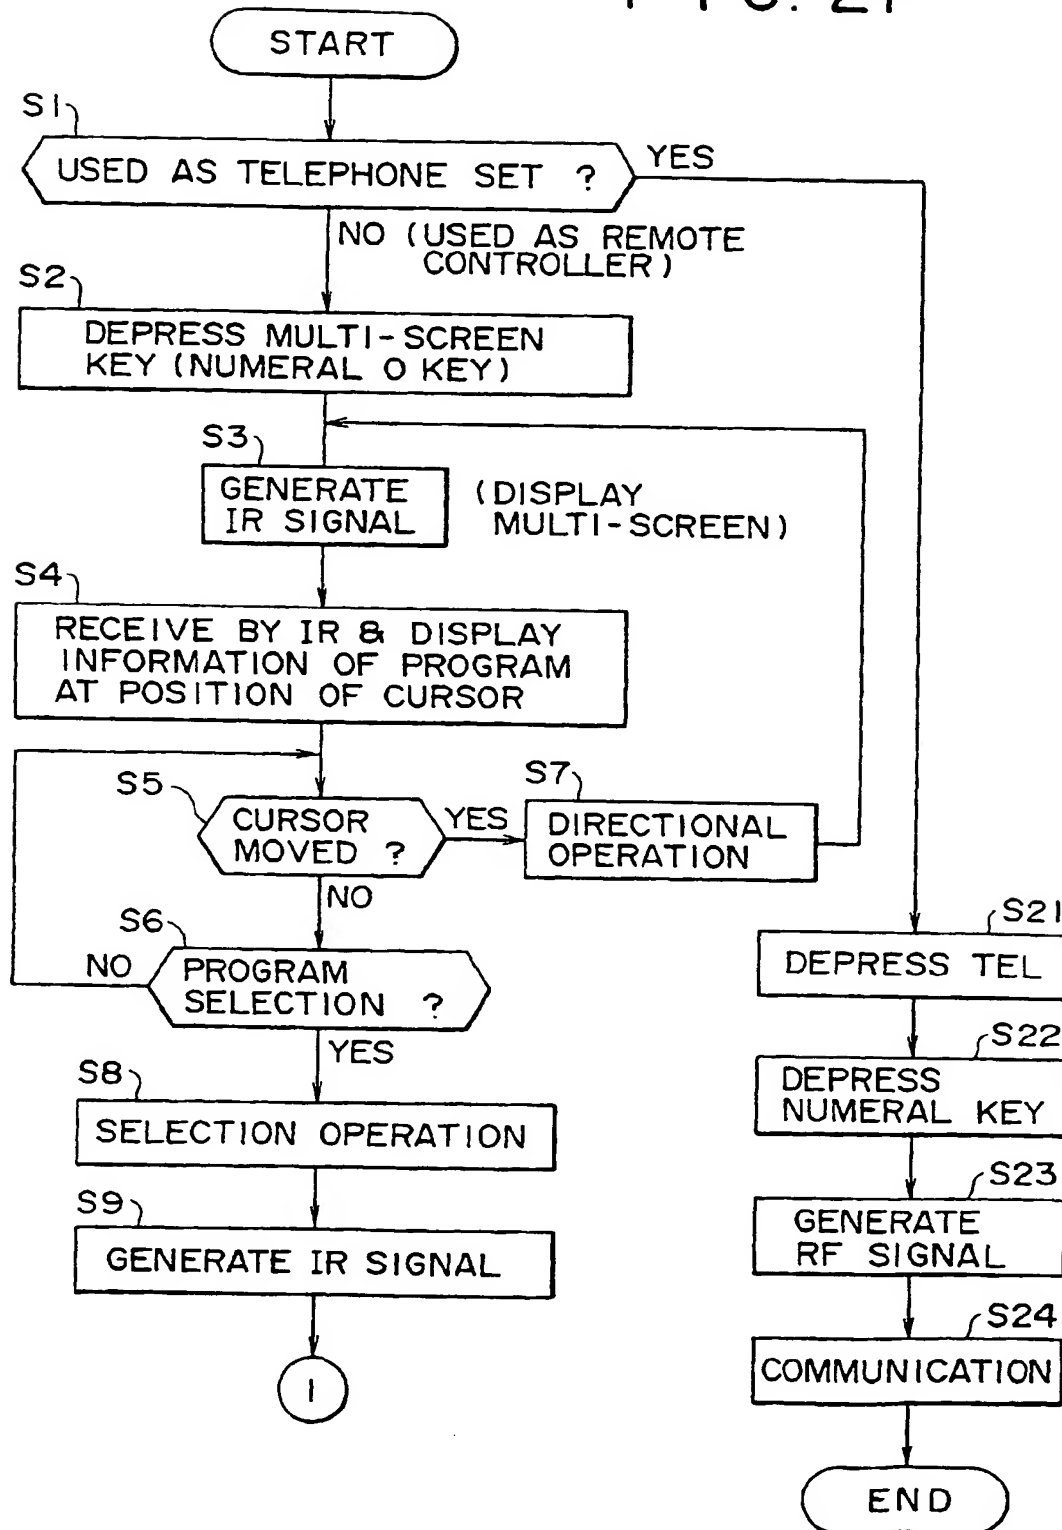 FIG. 21
START
S1
USED AS TELEPHONE SET ?
YES
NO (USED AS REMOTE
CONTROLLER)
S2
DEPRESS MULTI-SCREEN
KEY (NUMERAL 0 KEY)
S3
GENERATE
IR SIGNAL
(DISPLAY
MULTI-SCREEN)
S4
RECEIVE BY IR & DISPLAY
INFORMATION OF PROGRAM
AT POSITION OF CURSOR
S5
CURSOR
MOVED ?
YES
S7
DIRECTIONAL
OPERATION
NO
S6
PROGRAM
SELECTION ?
NO
YES
S8
SELECTION OPERATION
S9
GENERATE IR SIGNAL
1
S21
DEPRESS TEL
S22
DEPRESS
NUMERAL KEY
S23
GENERATE
RF SIGNAL
S24
COMMUNICATION
END